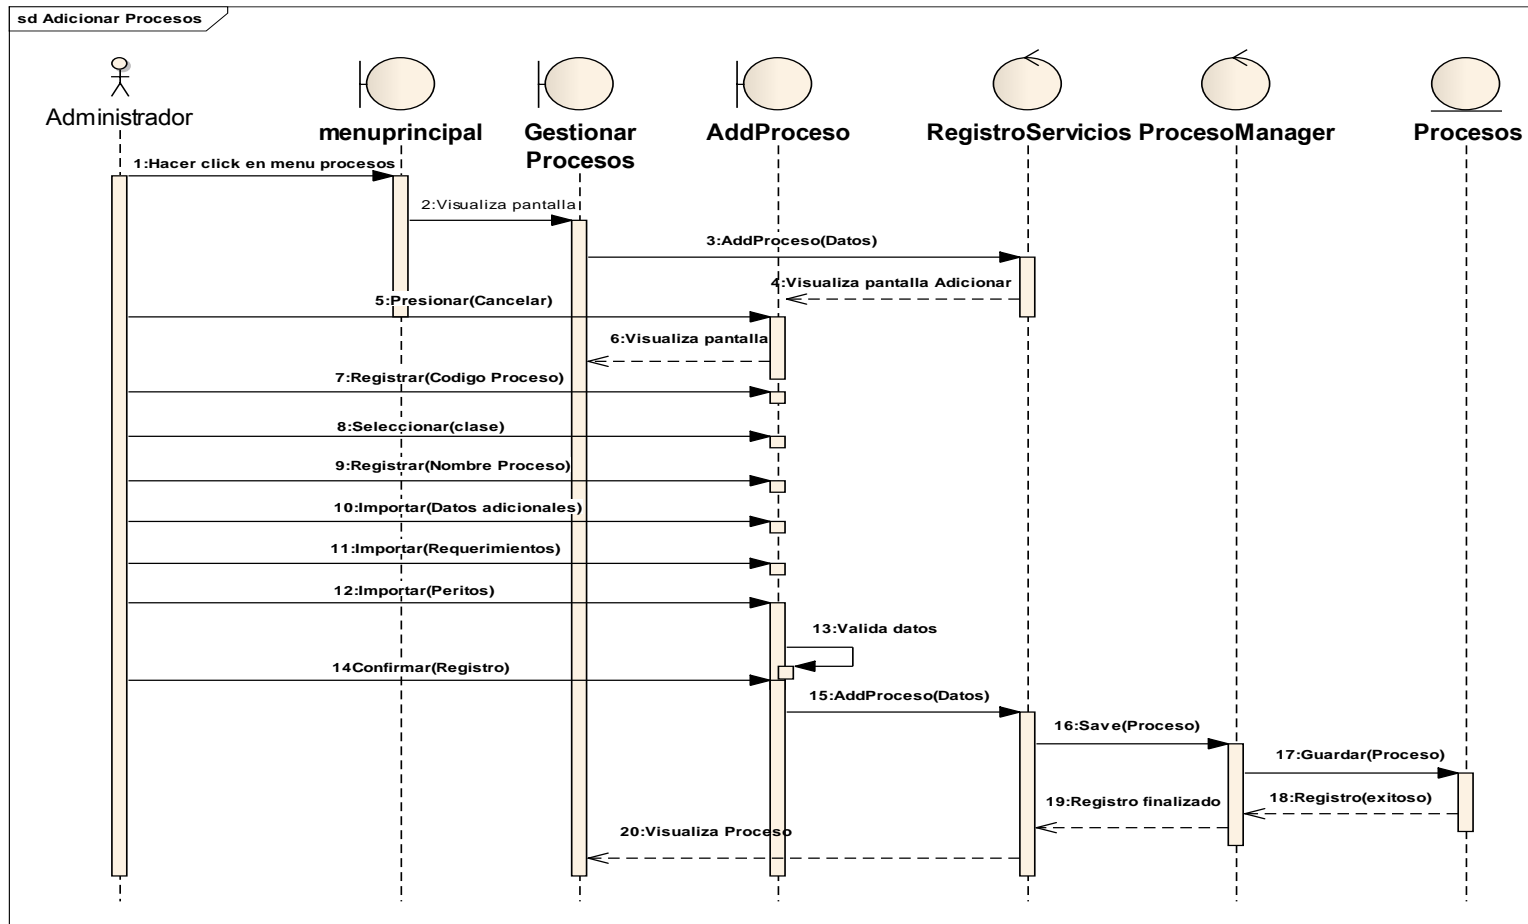 sd Adicionar Procesos
Administrador
menuprincipal
Gestionar
Procesos
AddProceso
RegistroServicios
ProcesoManager
Procesos
1:Hacer click en menu procesos
2:Visualiza pantalla
3:AddProceso(Datos)
4:Visualiza pantalla Adicionar
5:Presionar(Cancelar)
6:Visualiza pantalla
7:Registrar(Codigo Proceso)
8:Seleccionar(clase)
9:Registrar(Nombre Proceso)
10:Importar(Datos adicionales)
11:Importar(Requerimientos)
12:Importar(Peritos)
13:Valida datos
14Confirmar(Registro)
15:AddProceso(Datos)
16:Save(Proceso)
17:Guardar(Proceso)
18:Registro(exitoso)
19:Registro finalizado
20:Visualiza Proceso